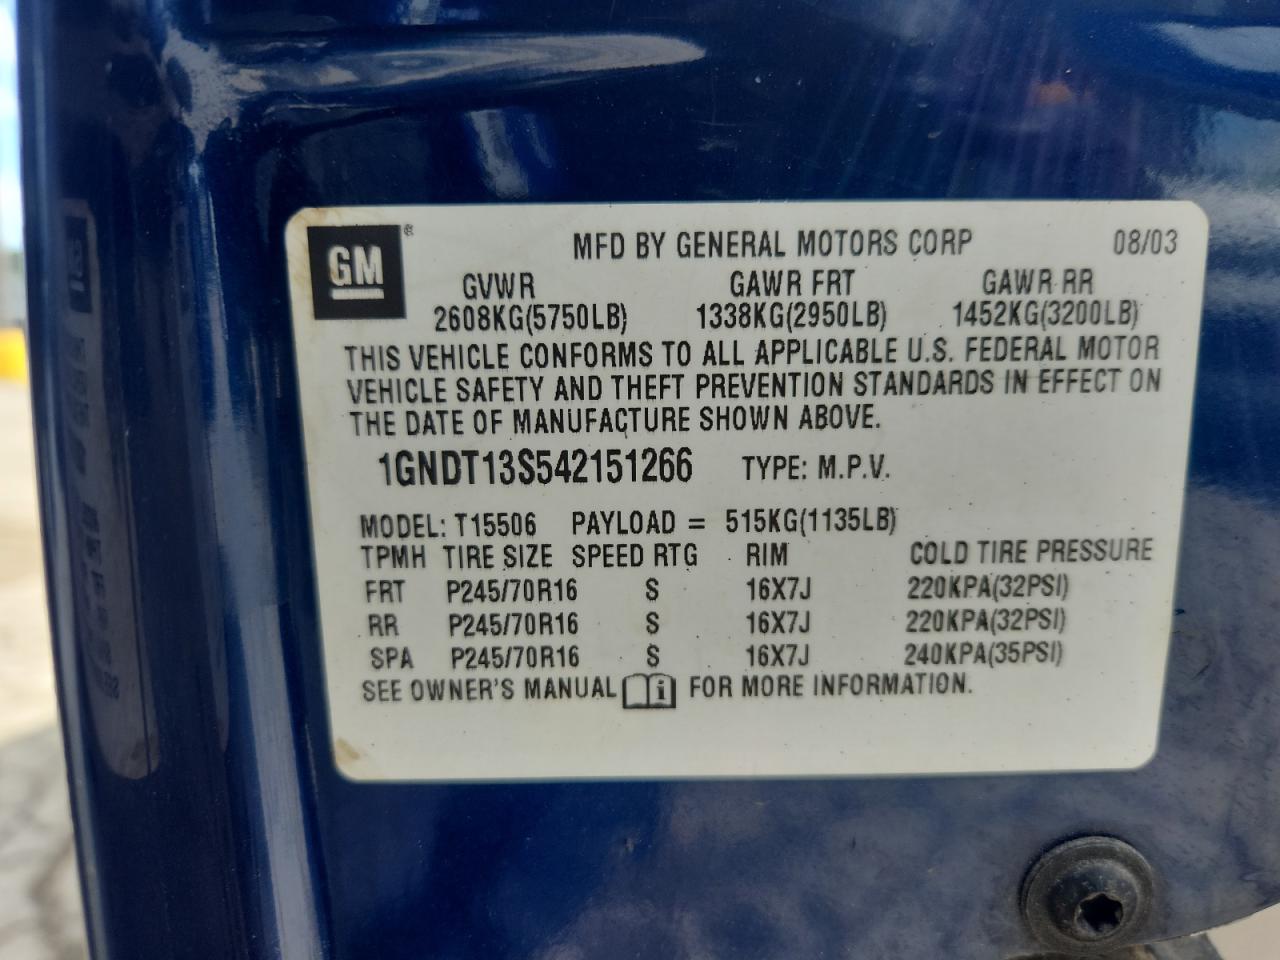 GM® MFD BY GENERAL MOTORS CORP 08/03
GVWR GAWR FRT GAWR RR
2608KG(5750LB) 1338KG(2950LB) 1452KG(3200LB)
THIS VEHICLE CONFORMS TO ALL APPLICABLE U.S. FEDERAL MOTOR
VEHICLE SAFETY AND THEFT PREVENTION STANDARDS IN EFFECT ON
THE DATE OF MANUFACTURE SHOWN ABOVE.
1GNDT13S542151266 TYPE: M.P.V.
MODEL: T15506 PAYLOAD = 515KG(1135LB)
TPMH TIRE SIZE SPEED RTG RIM COLD TIRE PRESSURE
FRT P245/70R16 S 16X7J 220KPA(32PSI)
RR P245/70R16 S 16X7J 220KPA(32PSI)
SPA P245/70R16 S 16X7J 240KPA(35PSI)
SEE OWNER'S MANUAL i FOR MORE INFORMATION.